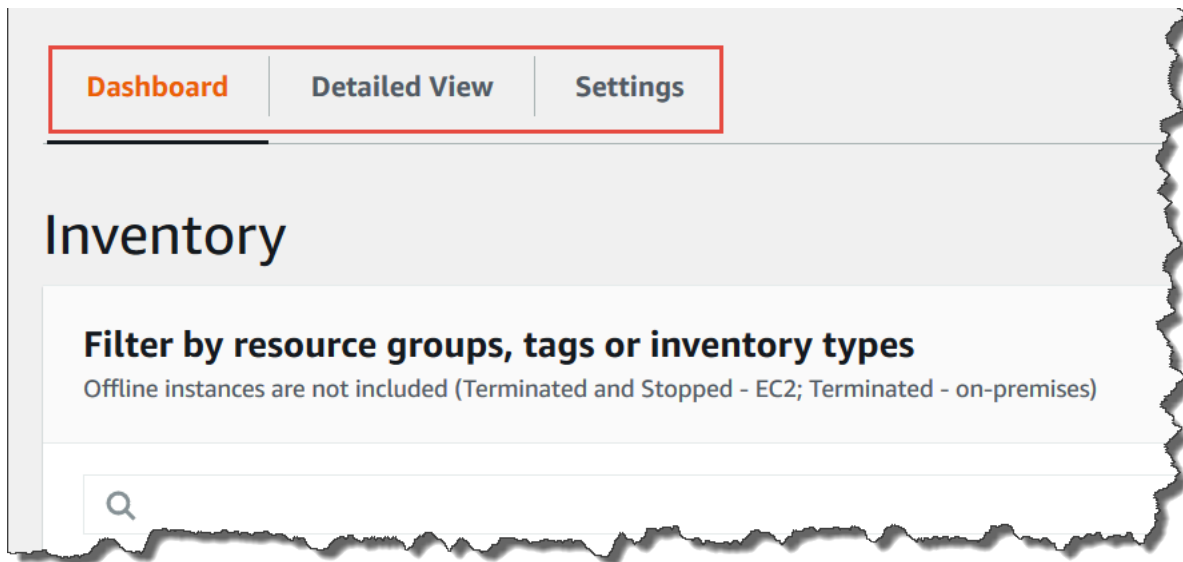 Dashboard Detailed View Settings
Inventory
Filter by resource groups, tags or inventory types
Offline instances are not included (Terminated and Stopped - EC2; Terminated - on-premises)